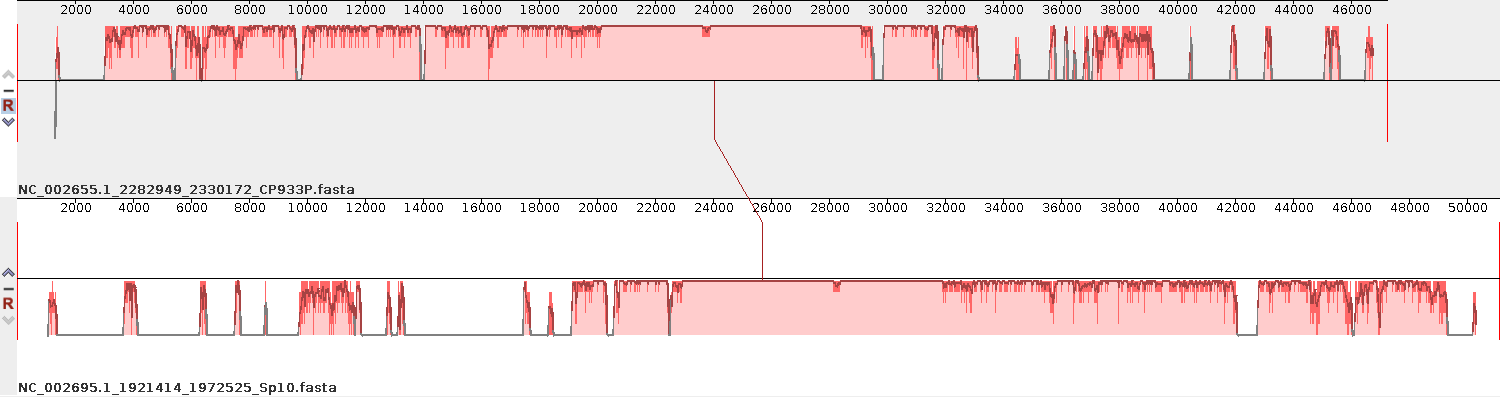 2000 4000 6000 8000 10000 12000 14000 16000 18000 20000 22000 24000 26000 28000 30000 32000 34000 36000 38000 40000 42000 44000 46000
R
NC_002655.1_2282949_2330172_CP933P.fasta
2000 4000 6000 8000 10000 12000 14000 16000 18000 20000 22000 24000 26000 28000 30000 32000 34000 36000 38000 40000 42000 44000 46000 48000 50000
R
NC_002695.1_1921414_1972525_Sp10.fasta